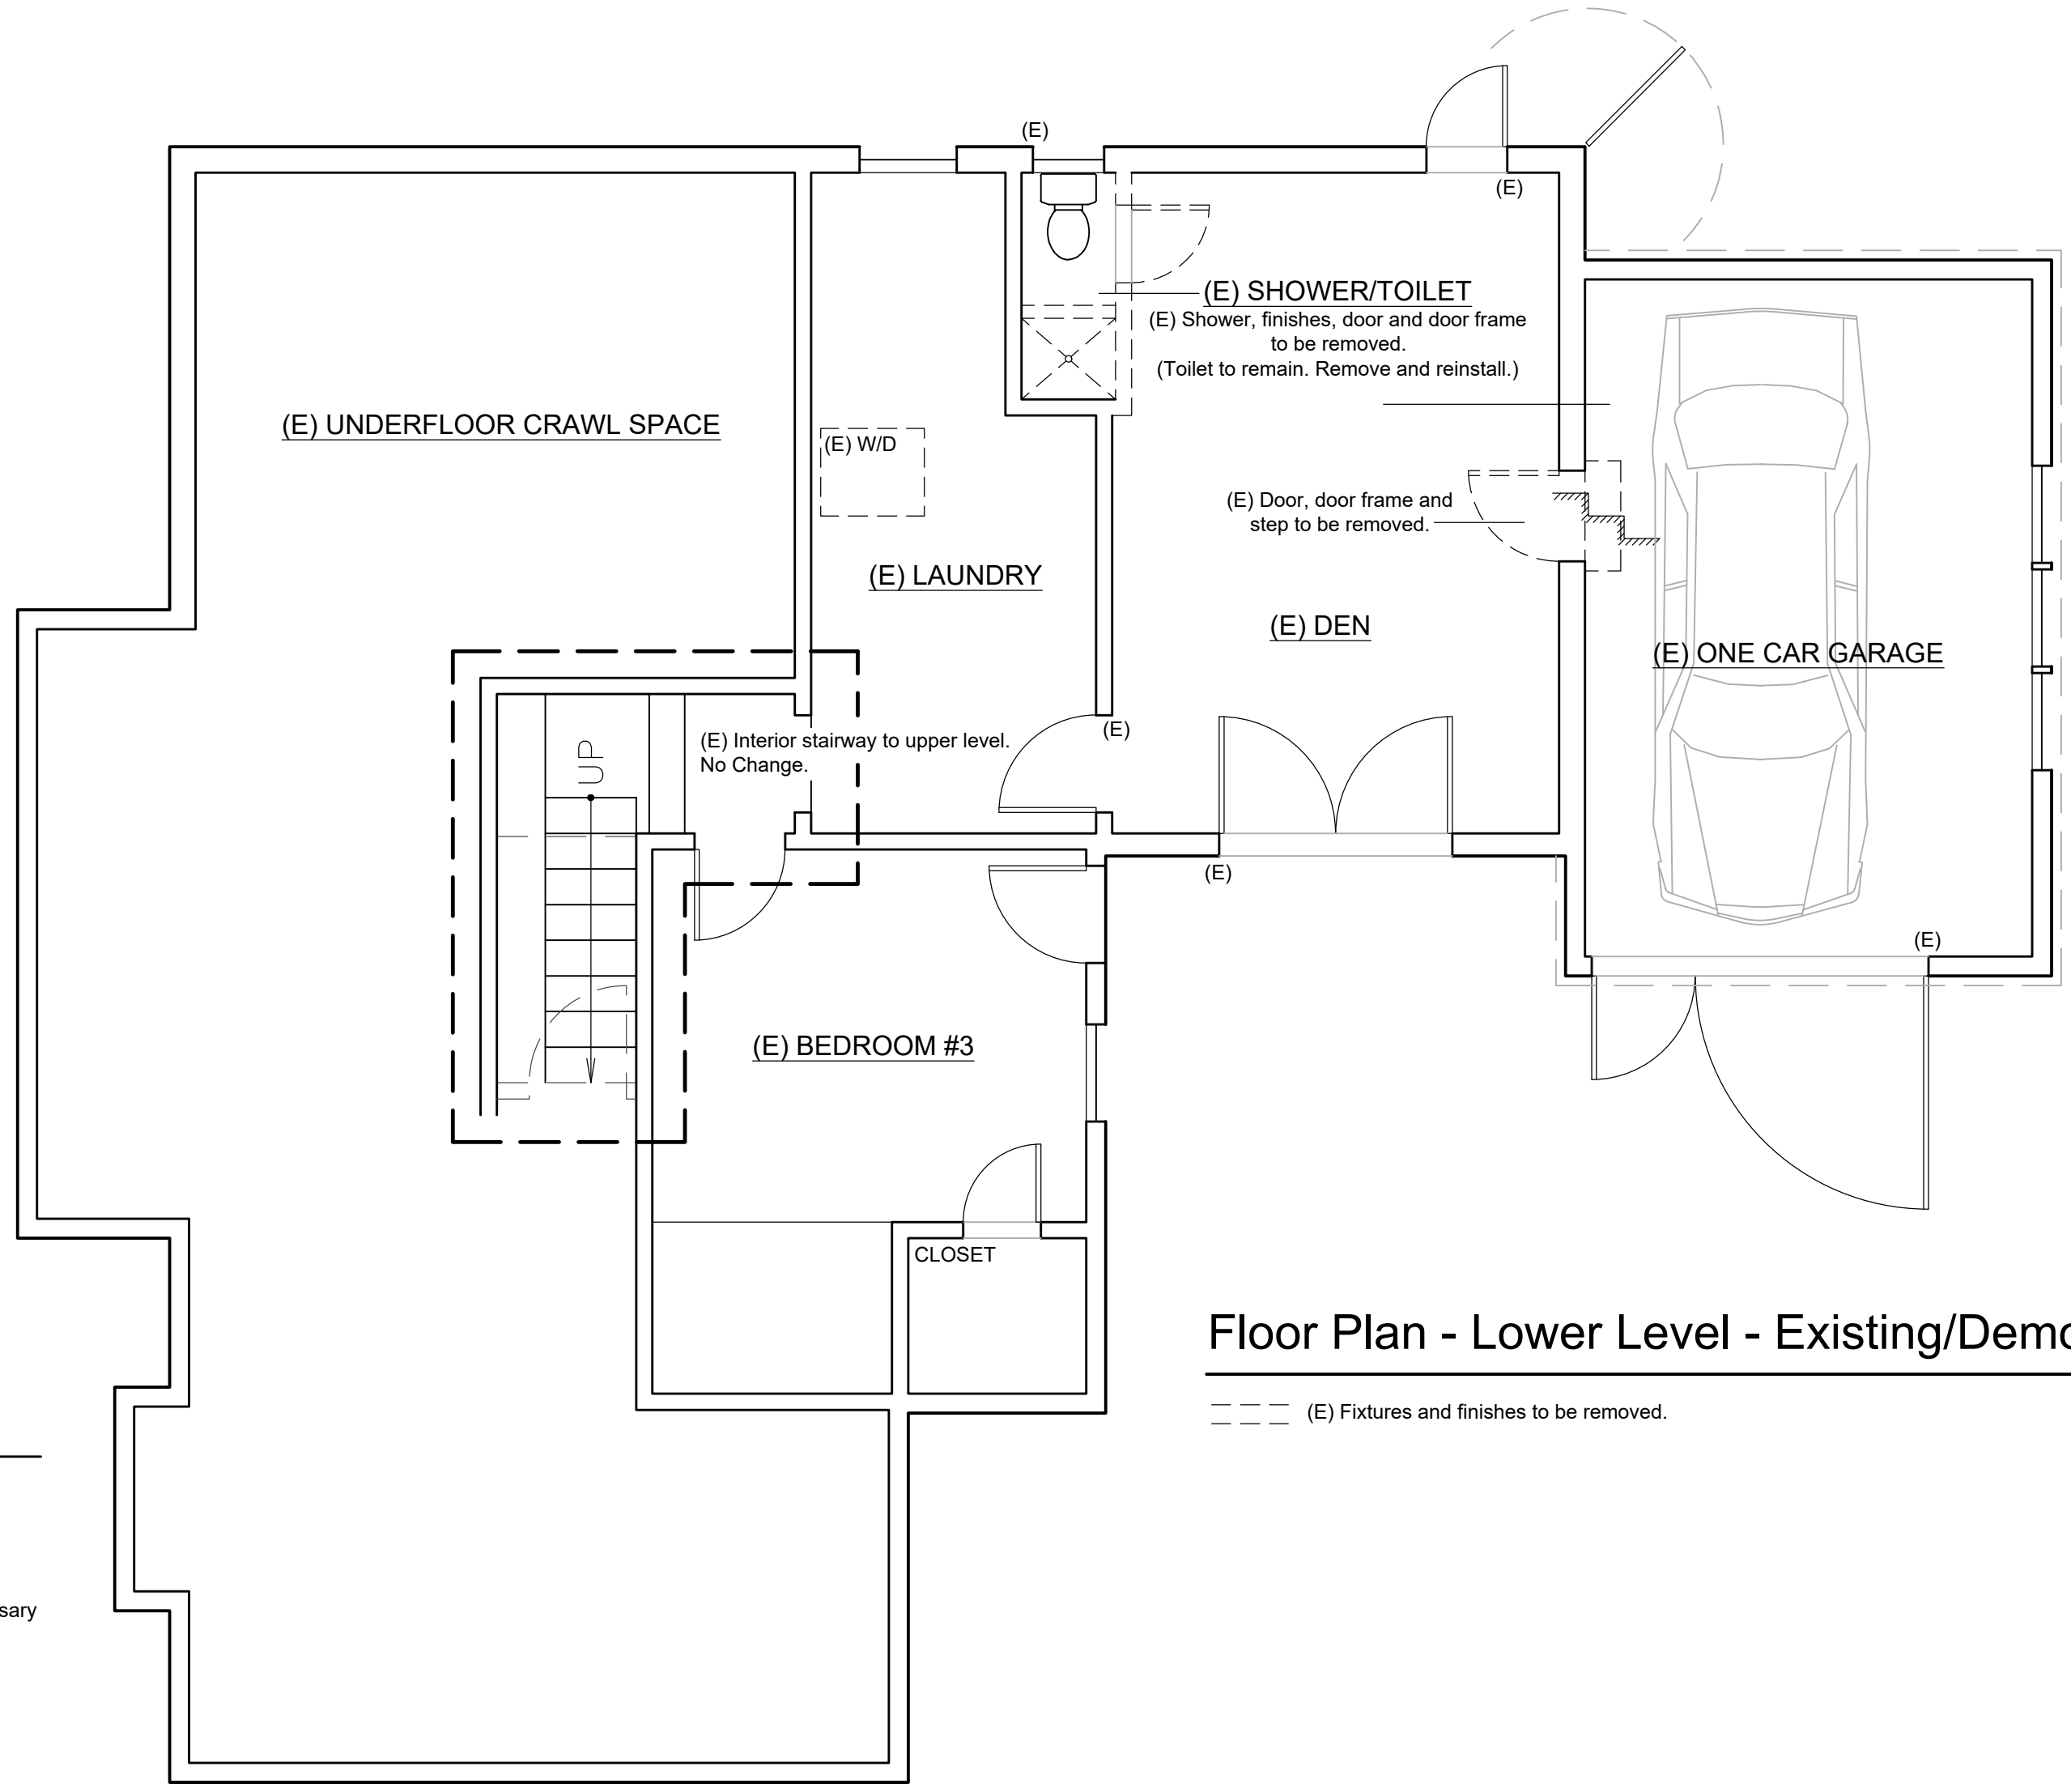 (E)
(E)
(E) SHOWER/TOILET
(E) Shower, finishes, door and door frame
to be removed.
(Toilet to remain. Remove and reinstall.)
(E) UNDERFLOOR CRAWL SPACE
(E) W/D
(E) Door, door frame and
step to be removed.
(E) LAUNDRY
(E) DEN
(E) ONE CAR GARAGE
(E)
UP
(E) Interior stairway to upper level.
No Change.
(E)
(E)
(E) BEDROOM #3
CLOSET
Floor Plan - Lower Level - Existing/Demo
(E) Fixtures and finishes to be removed.
sary